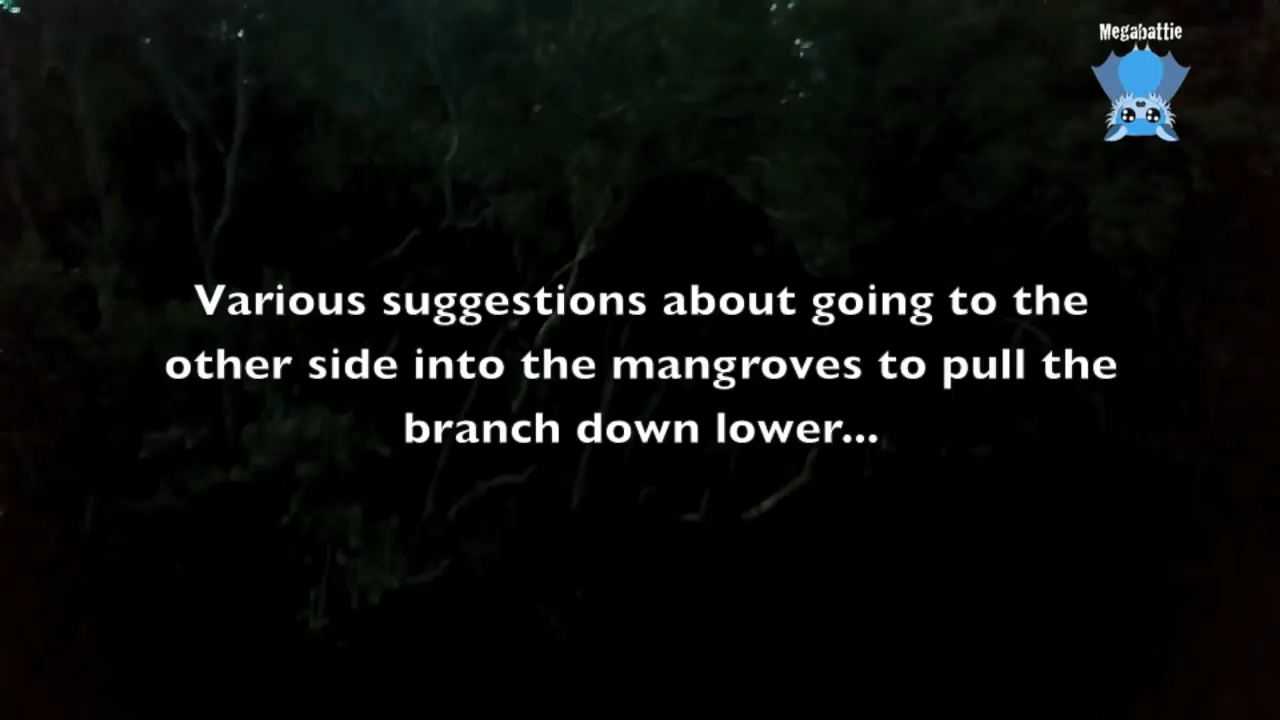 Megabattie
Various suggestions about going to the
other side into the mangroves to pull the
branch down lower...